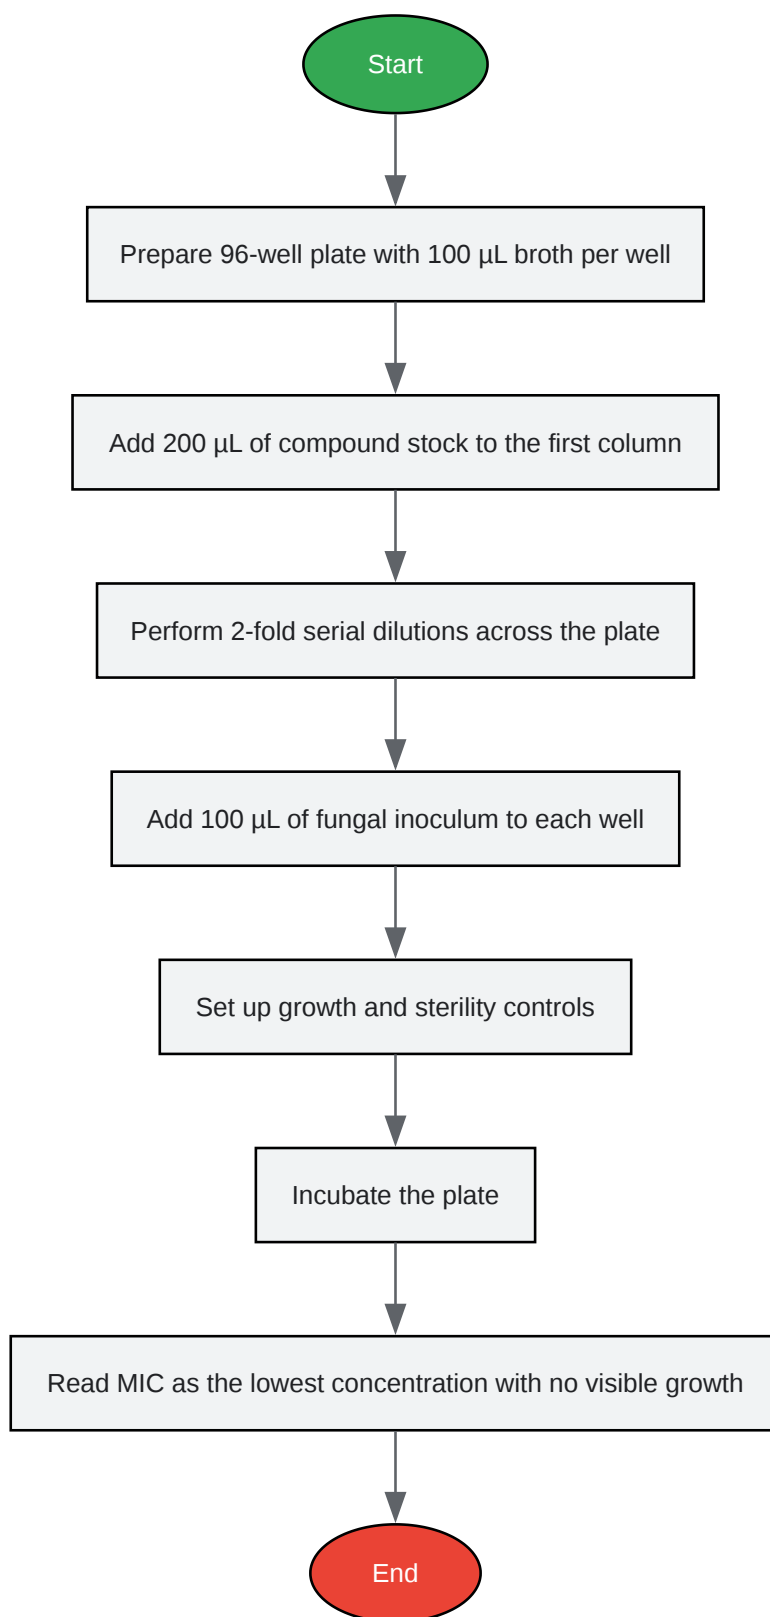 Start
Prepare 96-well plate with 100 µL broth per well
Add 200 µL of compound stock to the first column
Perform 2-fold serial dilutions across the plate
Add 100 µL of fungal inoculum to each well
Set up growth and sterility controls
Incubate the plate
Read MIC as the lowest concentration with no visible growth
End